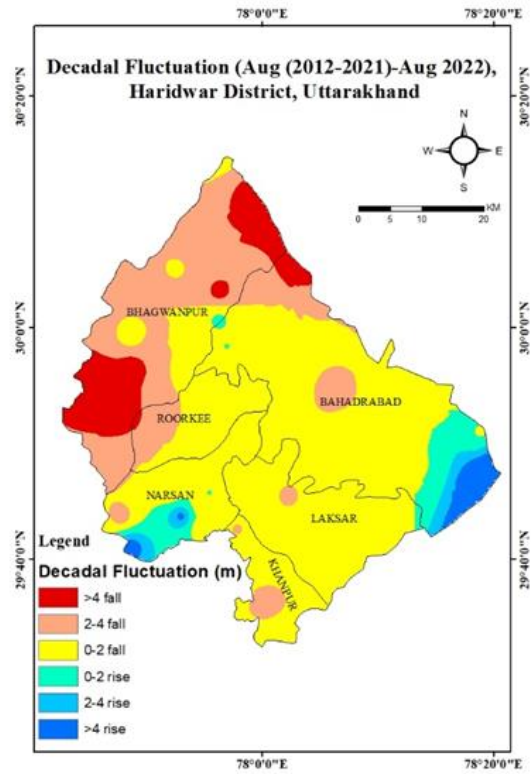 78°0'0"E
78°20'0"E
Decadal Fluctuation (Aug (2012-2021)-Aug 2022),
Haridwar District, Uttarakhand
30°20'0"N
30°20'0"N
N
W E
S
KM
0 5 10 20
BHAGWANPUR
30°0'0"N
30°0'0"N
BAHADRABAD
ROORKEE
NARSAN
LAKSAR
KHANPUR
29°40'0"N
29°40'0"N
Legend
Decadal Fluctuation (m)
>4 fall
2-4 fall
0-2 fall
0-2 rise
2-4 rise
>4 rise
78°0'0"E
78°20'0"E